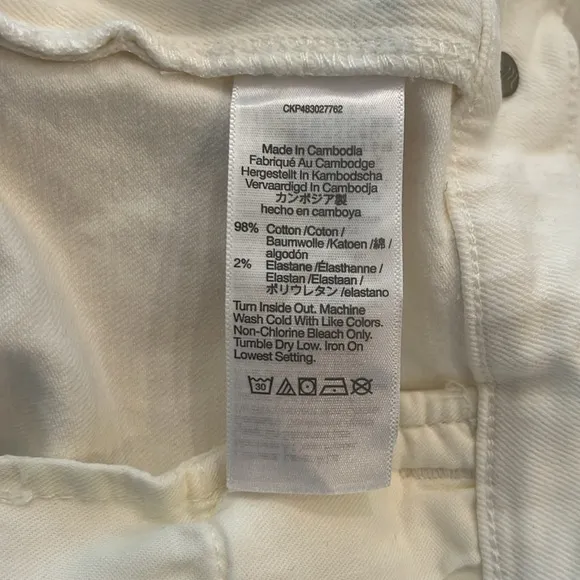 CKP483027762
Made In Cambodia
Fabriqué Au Cambodge
Hergestellt In Kambodscha
Vervaardigd In Cambodja
カンボジア製
hecho en camboya
98% Cotton /Coton /
Baumwolle /Katoen /綿 /
algodón
2% Elastane /Élasthanne /
Elastan /Elastaan /
ポリウレタン /elastano
Turn Inside Out. Machine
Wash Cold With Like Colors.
Non-Chlorine Bleach Only.
Tumble Dry Low. Iron On
Lowest Setting.
30